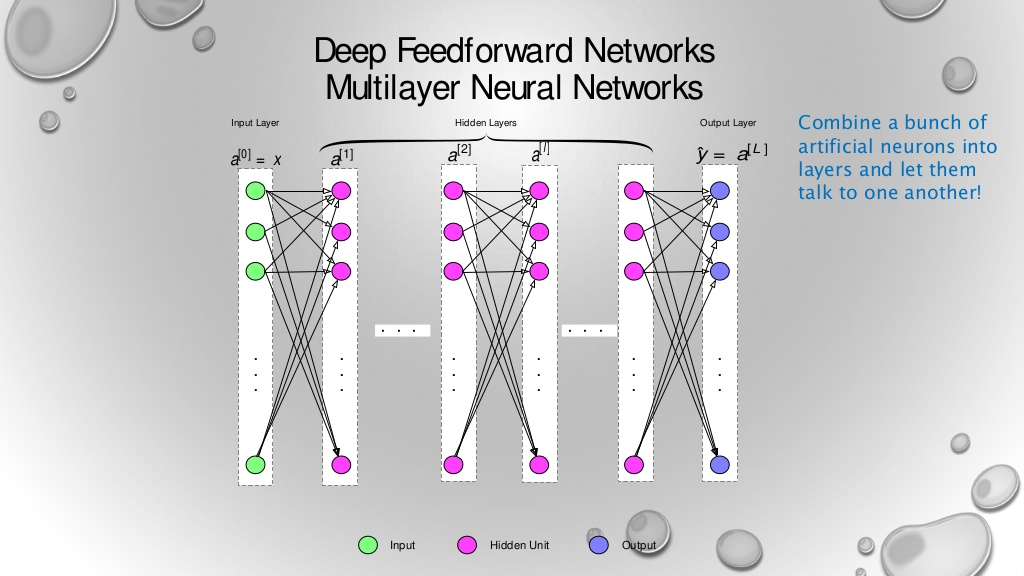 Deep Feedforward Networks
Multilayer Neural Networks
Input Layer
Hidden Layers
Output Layer
a[0] = x
a[1]
a[2]
a[l]
ŷ = a[L]
Combine a bunch of
artificial neurons into
layers and let them
talk to one another!
. . .
. . .
Input
Hidden Unit
Output